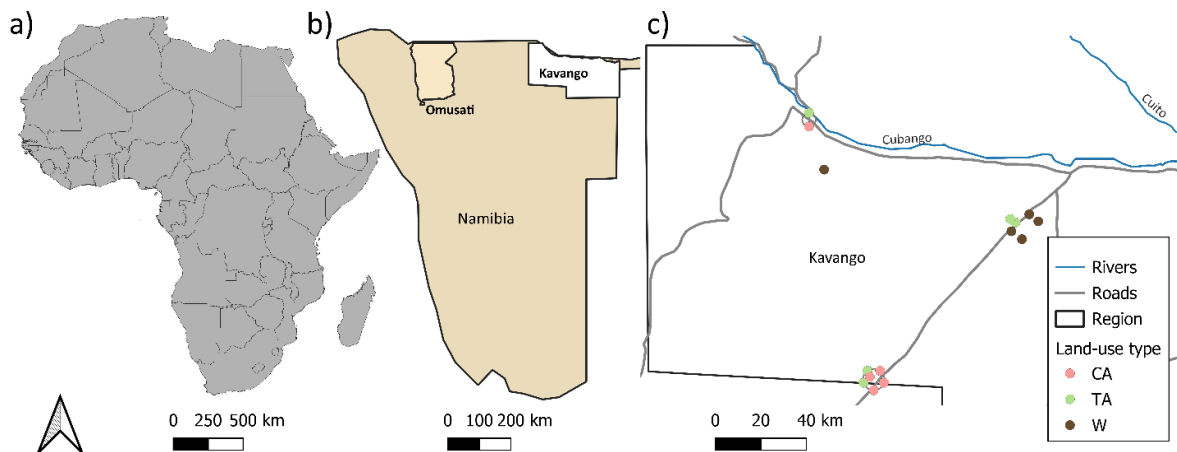 a)
b)
c)
Kavango
Omusati
Namibia
Cuito
Cubango
Kavango
Rivers
Roads
Region
Land-use type
CA
TA
W
0 250 500 km
0 100 200 km
0 20 40 km